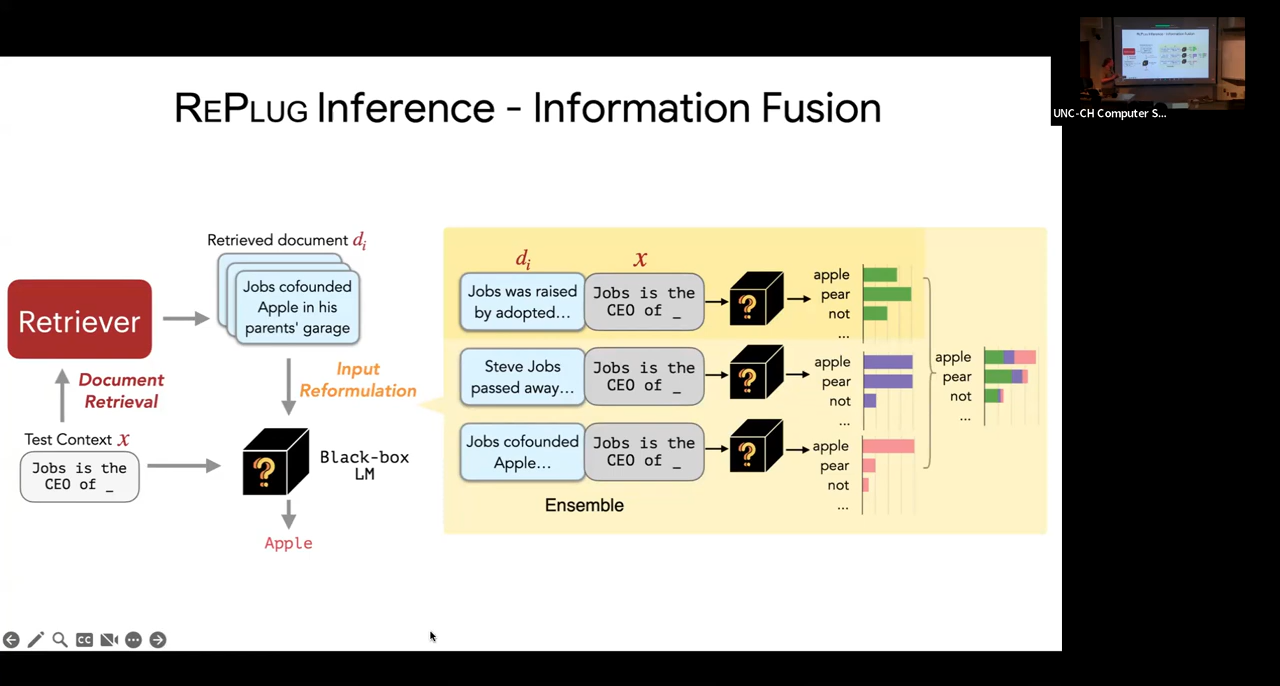 REPLUG Inference - Information Fusion
UNC-CH Computer S...
Retrieved document di
Jobs cofounded
Apple in his
parents' garage
Retriever
Document
Retrieval
Input
Reformulation
Test Context x
Jobs is the
CEO of _
?
Black-box
LM
Apple
di
x
Jobs was raised
by adopted...
Jobs is the
CEO of _
?
apple
pear
not
...
Steve Jobs
passed away...
Jobs is the
CEO of _
?
apple
pear
not
...
Jobs cofounded
Apple...
Jobs is the
CEO of _
?
apple
pear
not
...
Ensemble
apple
pear
not
...
CC